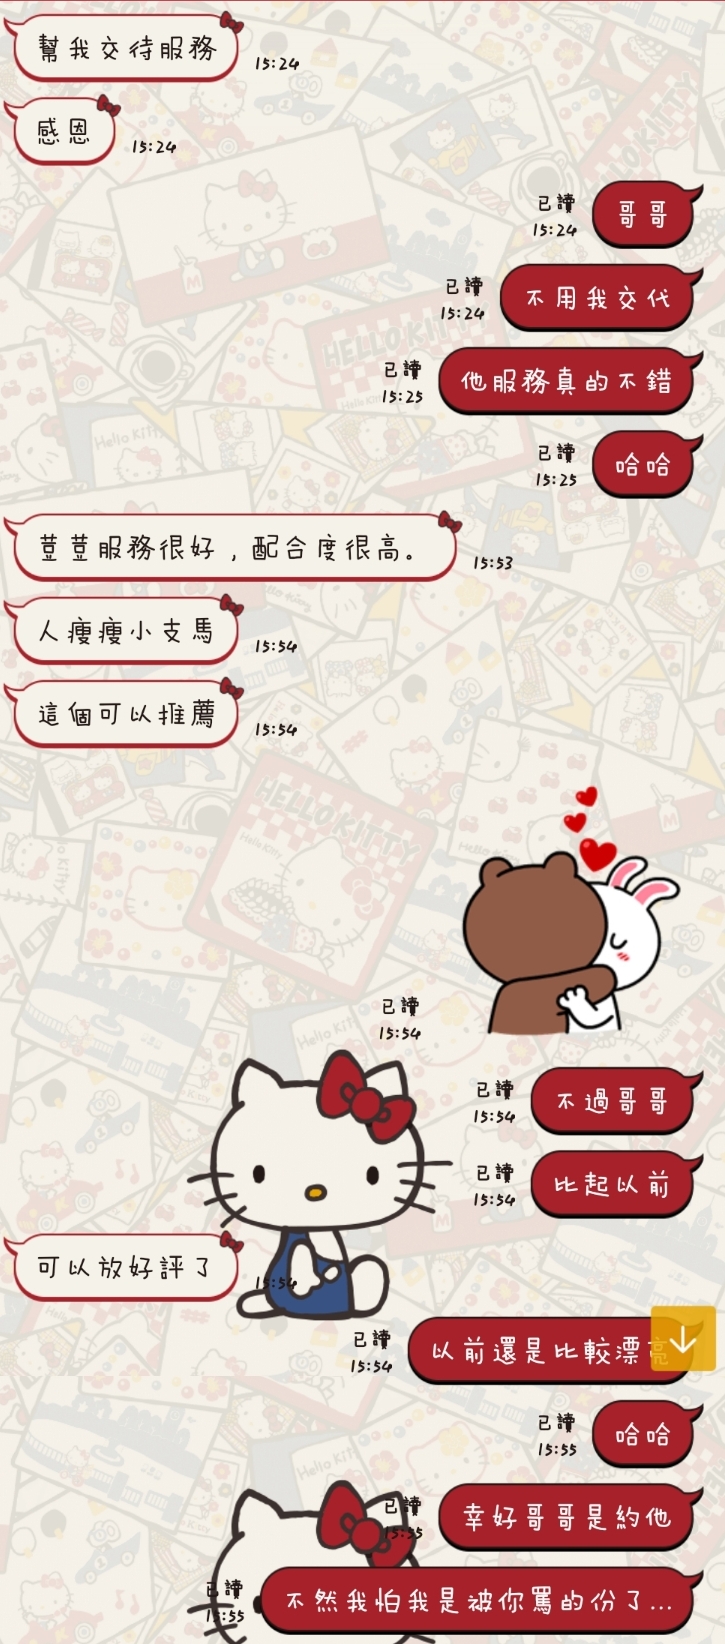 幫我交待服務
15:24
感恩
15:24
已讀
15:24
哥哥
已讀
15:24
不用我交代
已讀
15:25
他服務真的不錯
已讀
15:25
哈哈
荳荳服務很好，配合度很高。
15:53
人瘦瘦小支馬
15:54
這個可以推薦
15:54
已讀
15:54
已讀
15:54
不過哥哥
已讀
15:54
比起以前
可以放好評了
15:54
已讀
15:54
以前還是比較漂亮
已讀
15:55
哈哈
已讀
15:55
幸好哥哥是約他
已讀
15:55
不然我怕我是被你罵的份了...